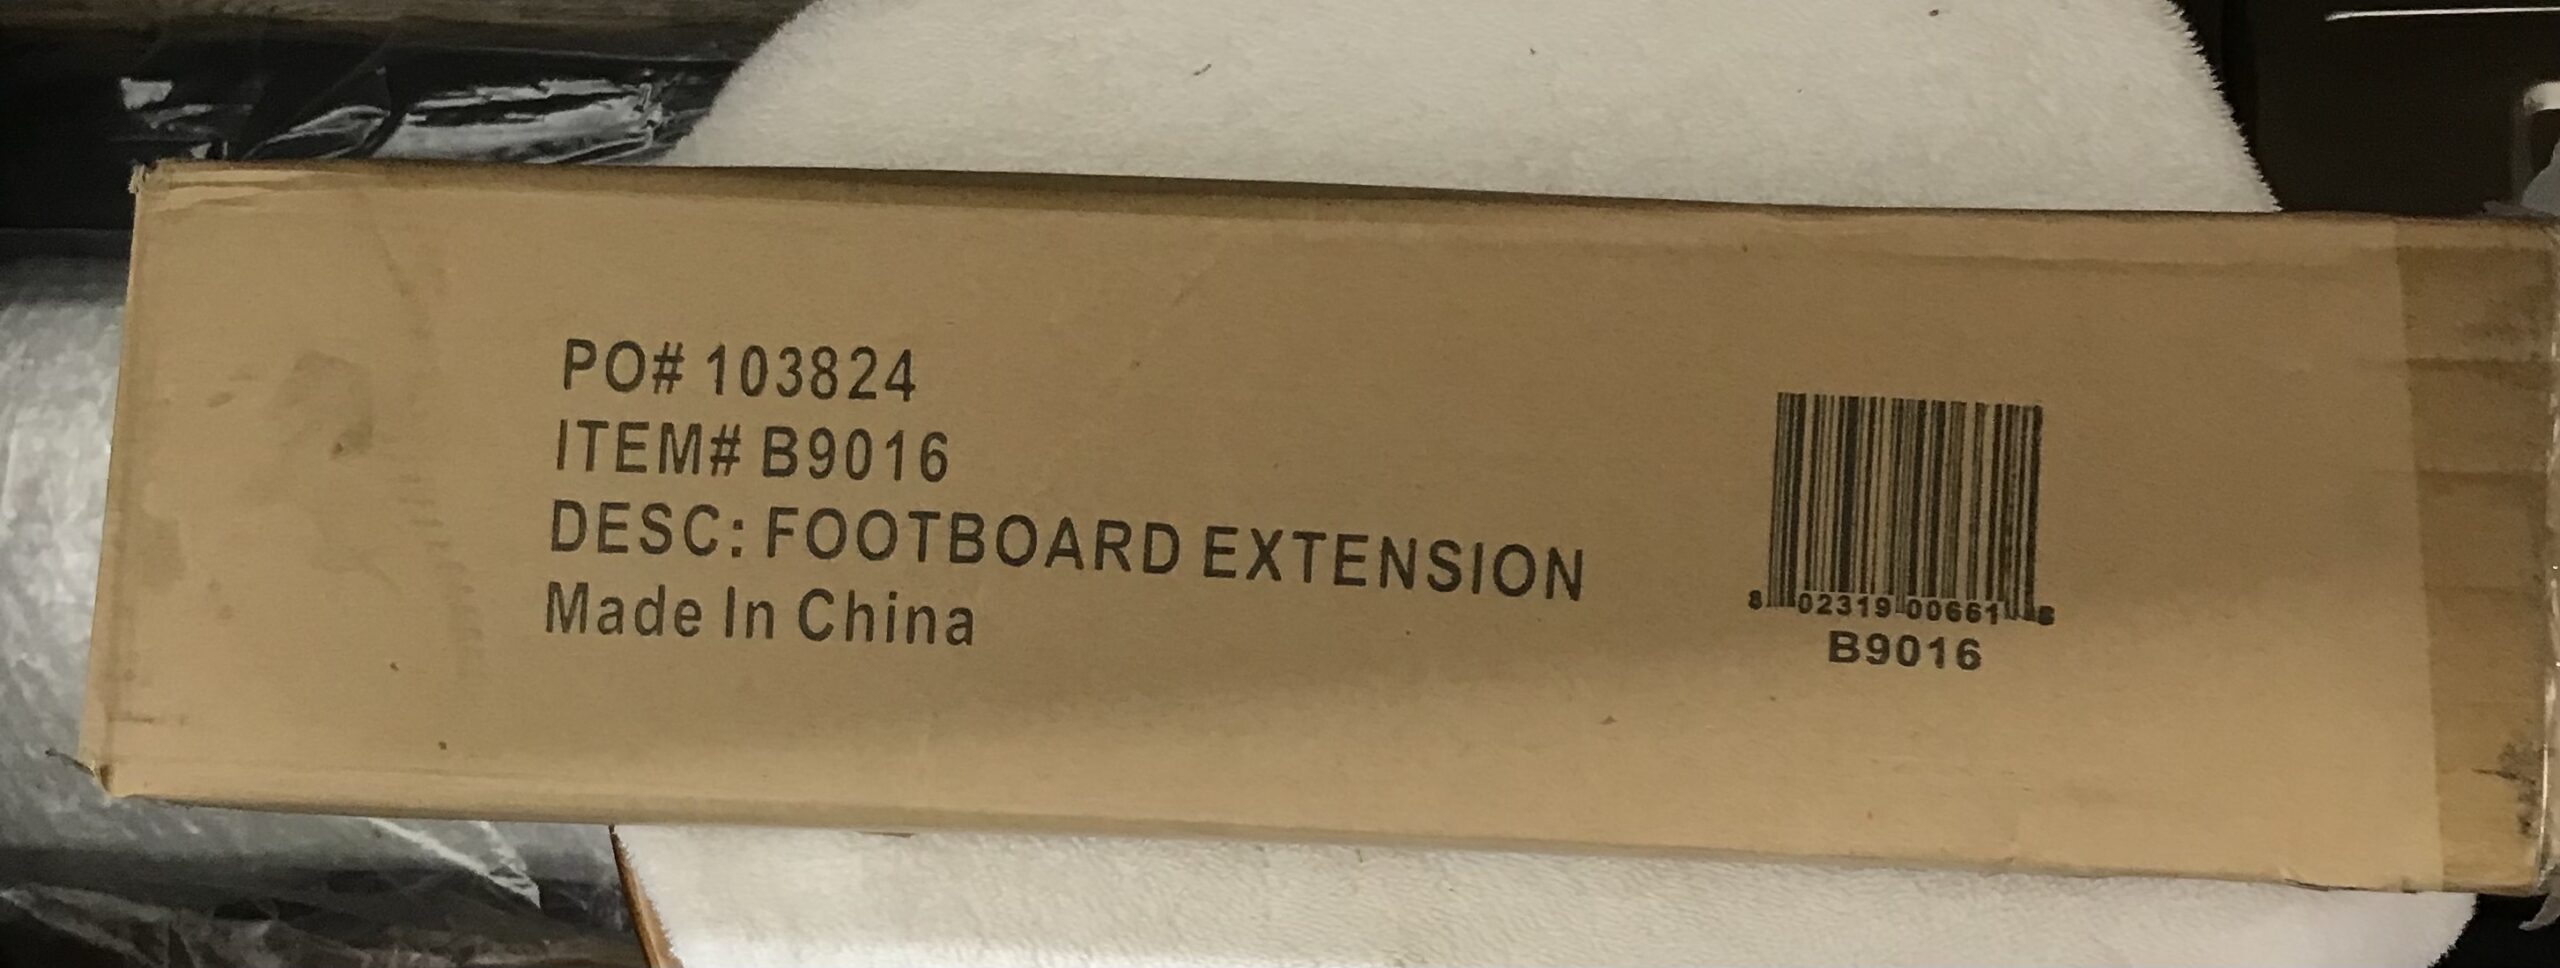 PO# 103824
ITEM# B9016
DESC: FOOTBOARD EXTENSION
Made In China
8 02319 00661 8
B9016